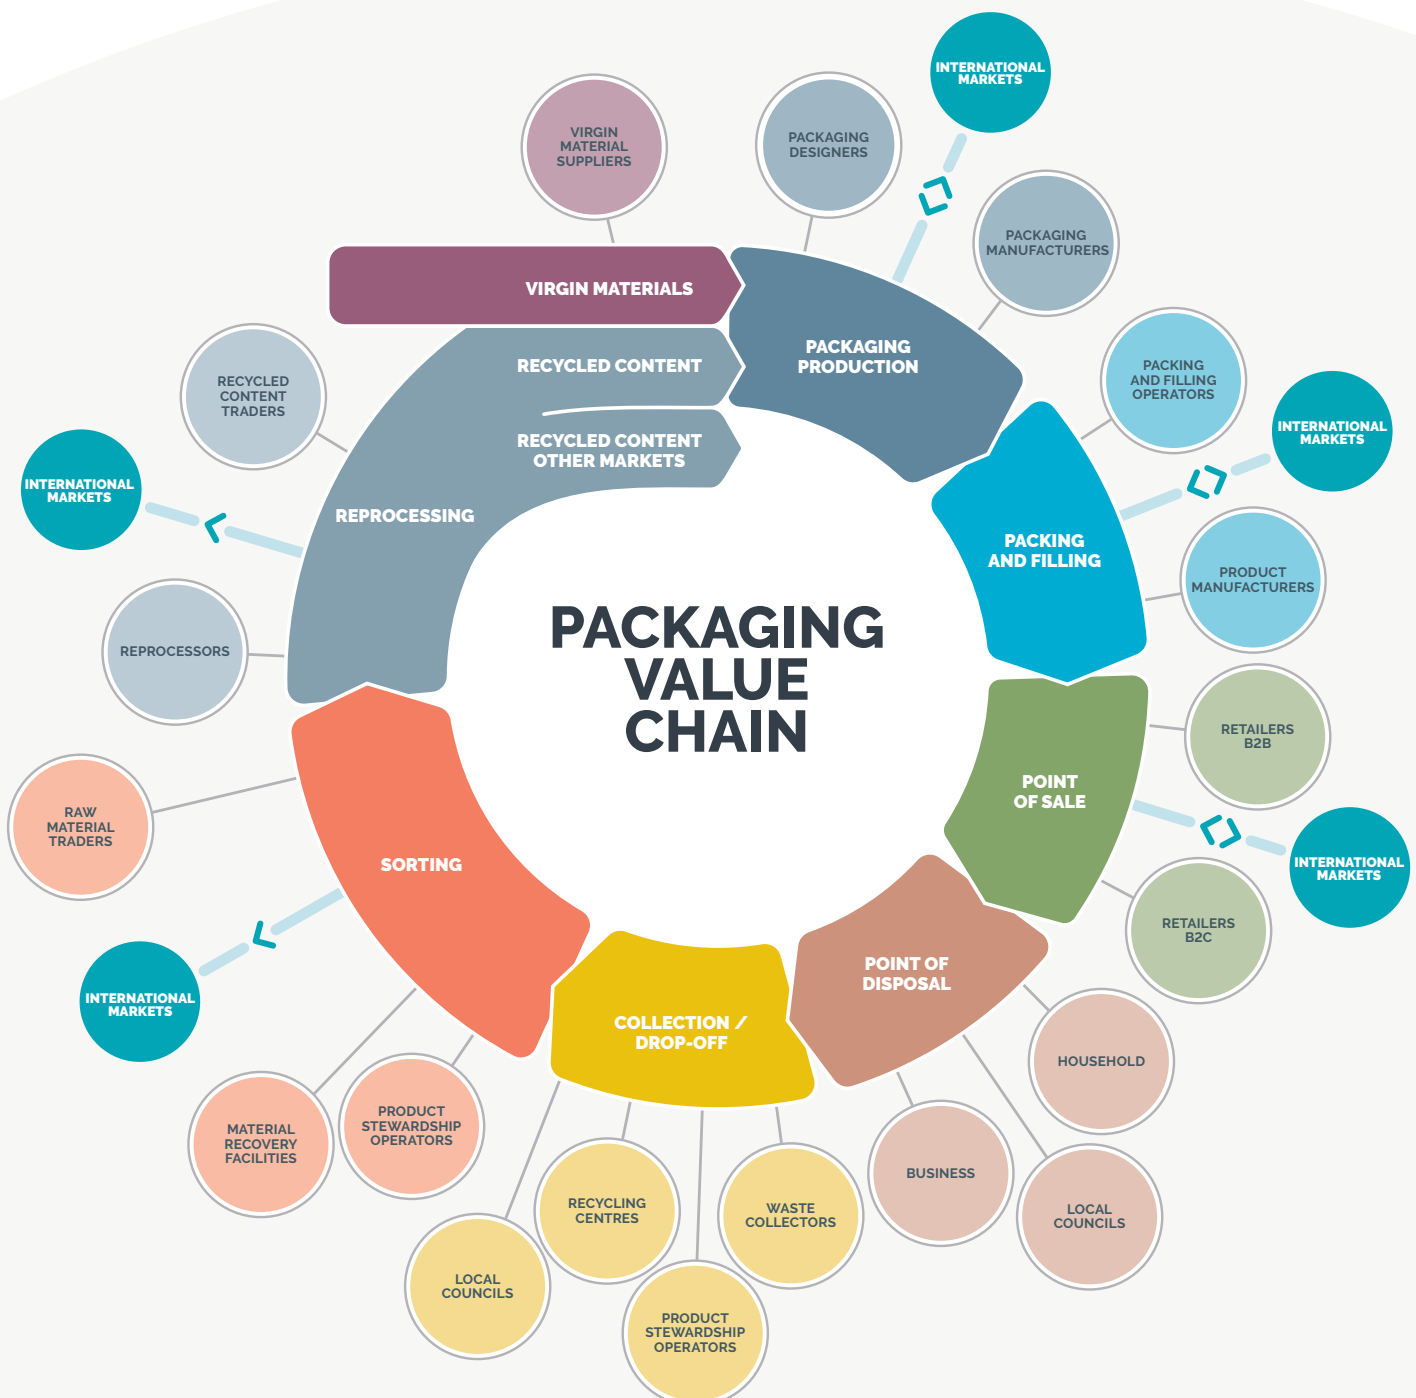 PACKAGING
VALUE
CHAIN
VIRGIN
MATERIAL
SUPPLIERS
VIRGIN MATERIALS
PACKAGING
DESIGNERS
INTERNATIONAL
MARKETS
PACKAGING
MANUFACTURERS
PACKAGING
PRODUCTION
PACKING
AND FILLING
OPERATORS
INTERNATIONAL
MARKETS
PACKING
AND FILLING
PRODUCT
MANUFACTURERS
RETAILERS
B2B
POINT
OF SALE
INTERNATIONAL
MARKETS
RETAILERS
B2C
POINT OF
DISPOSAL
HOUSEHOLD
LOCAL
COUNCILS
BUSINESS
COLLECTION /
DROP-OFF
WASTE
COLLECTORS
PRODUCT
STEWARDSHIP
OPERATORS
RECYCLING
CENTRES
LOCAL
COUNCILS
SORTING
PRODUCT
STEWARDSHIP
OPERATORS
MATERIAL
RECOVERY
FACILITIES
INTERNATIONAL
MARKETS
RAW
MATERIAL
TRADERS
REPROCESSING
REPROCESSORS
INTERNATIONAL
MARKETS
RECYCLED
CONTENT
TRADERS
RECYCLED CONTENT
RECYCLED CONTENT
OTHER MARKETS